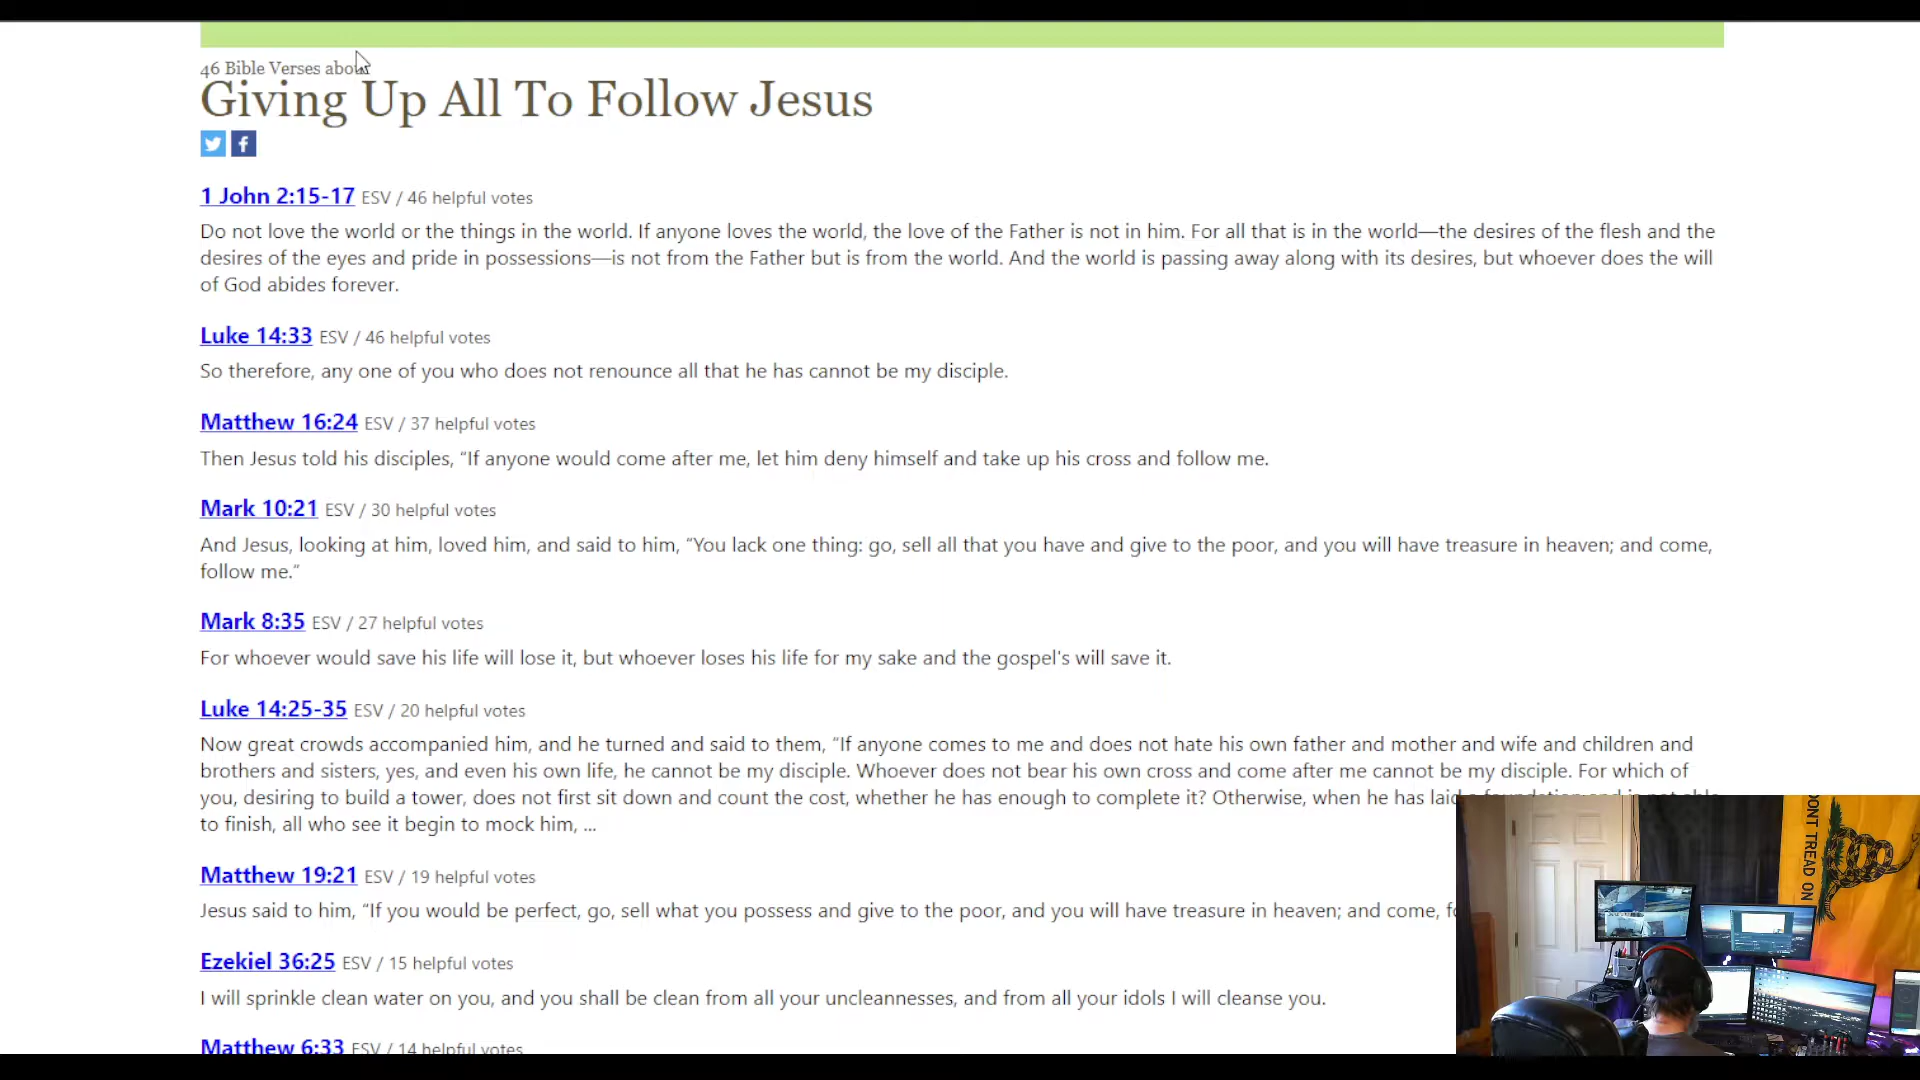 46 Bible Verses about
Giving Up All To Follow Jesus
1 John 2:15-17 ESV / 46 helpful votes
Do not love the world or the things in the world. If anyone loves the world, the love of the Father is not in him. For all that is in the world—the desires of the flesh and the
desires of the eyes and pride in possessions—is not from the Father but is from the world. And the world is passing away along with its desires, but whoever does the will
of God abides forever.
Luke 14:33 ESV / 46 helpful votes
So therefore, any one of you who does not renounce all that he has cannot be my disciple.
Matthew 16:24 ESV / 37 helpful votes
Then Jesus told his disciples, “If anyone would come after me, let him deny himself and take up his cross and follow me.
Mark 10:21 ESV / 30 helpful votes
And Jesus, looking at him, loved him, and said to him, “You lack one thing: go, sell all that you have and give to the poor, and you will have treasure in heaven; and come,
follow me.”
Mark 8:35 ESV / 27 helpful votes
For whoever would save his life will lose it, but whoever loses his life for my sake and the gospel's will save it.
Luke 14:25-35 ESV / 20 helpful votes
Now great crowds accompanied him, and he turned and said to them, “If anyone comes to me and does not hate his own father and mother and wife and children and
brothers and sisters, yes, and even his own life, he cannot be my disciple. Whoever does not bear his own cross and come after me cannot be my disciple. For which of
you, desiring to build a tower, does not first sit down and count the cost, whether he has enough to complete it? Otherwise, when he has laid
to finish, all who see it begin to mock him, ...
Matthew 19:21 ESV / 19 helpful votes
Jesus said to him, “If you would be perfect, go, sell what you possess and give to the poor, and you will have treasure in heaven; and come,
Ezekiel 36:25 ESV / 15 helpful votes
I will sprinkle clean water on you, and you shall be clean from all your uncleannesses, and from all your idols I will cleanse you.
Matthew 6:33 ESV / 14 helpful votes
DONT TREAD ON